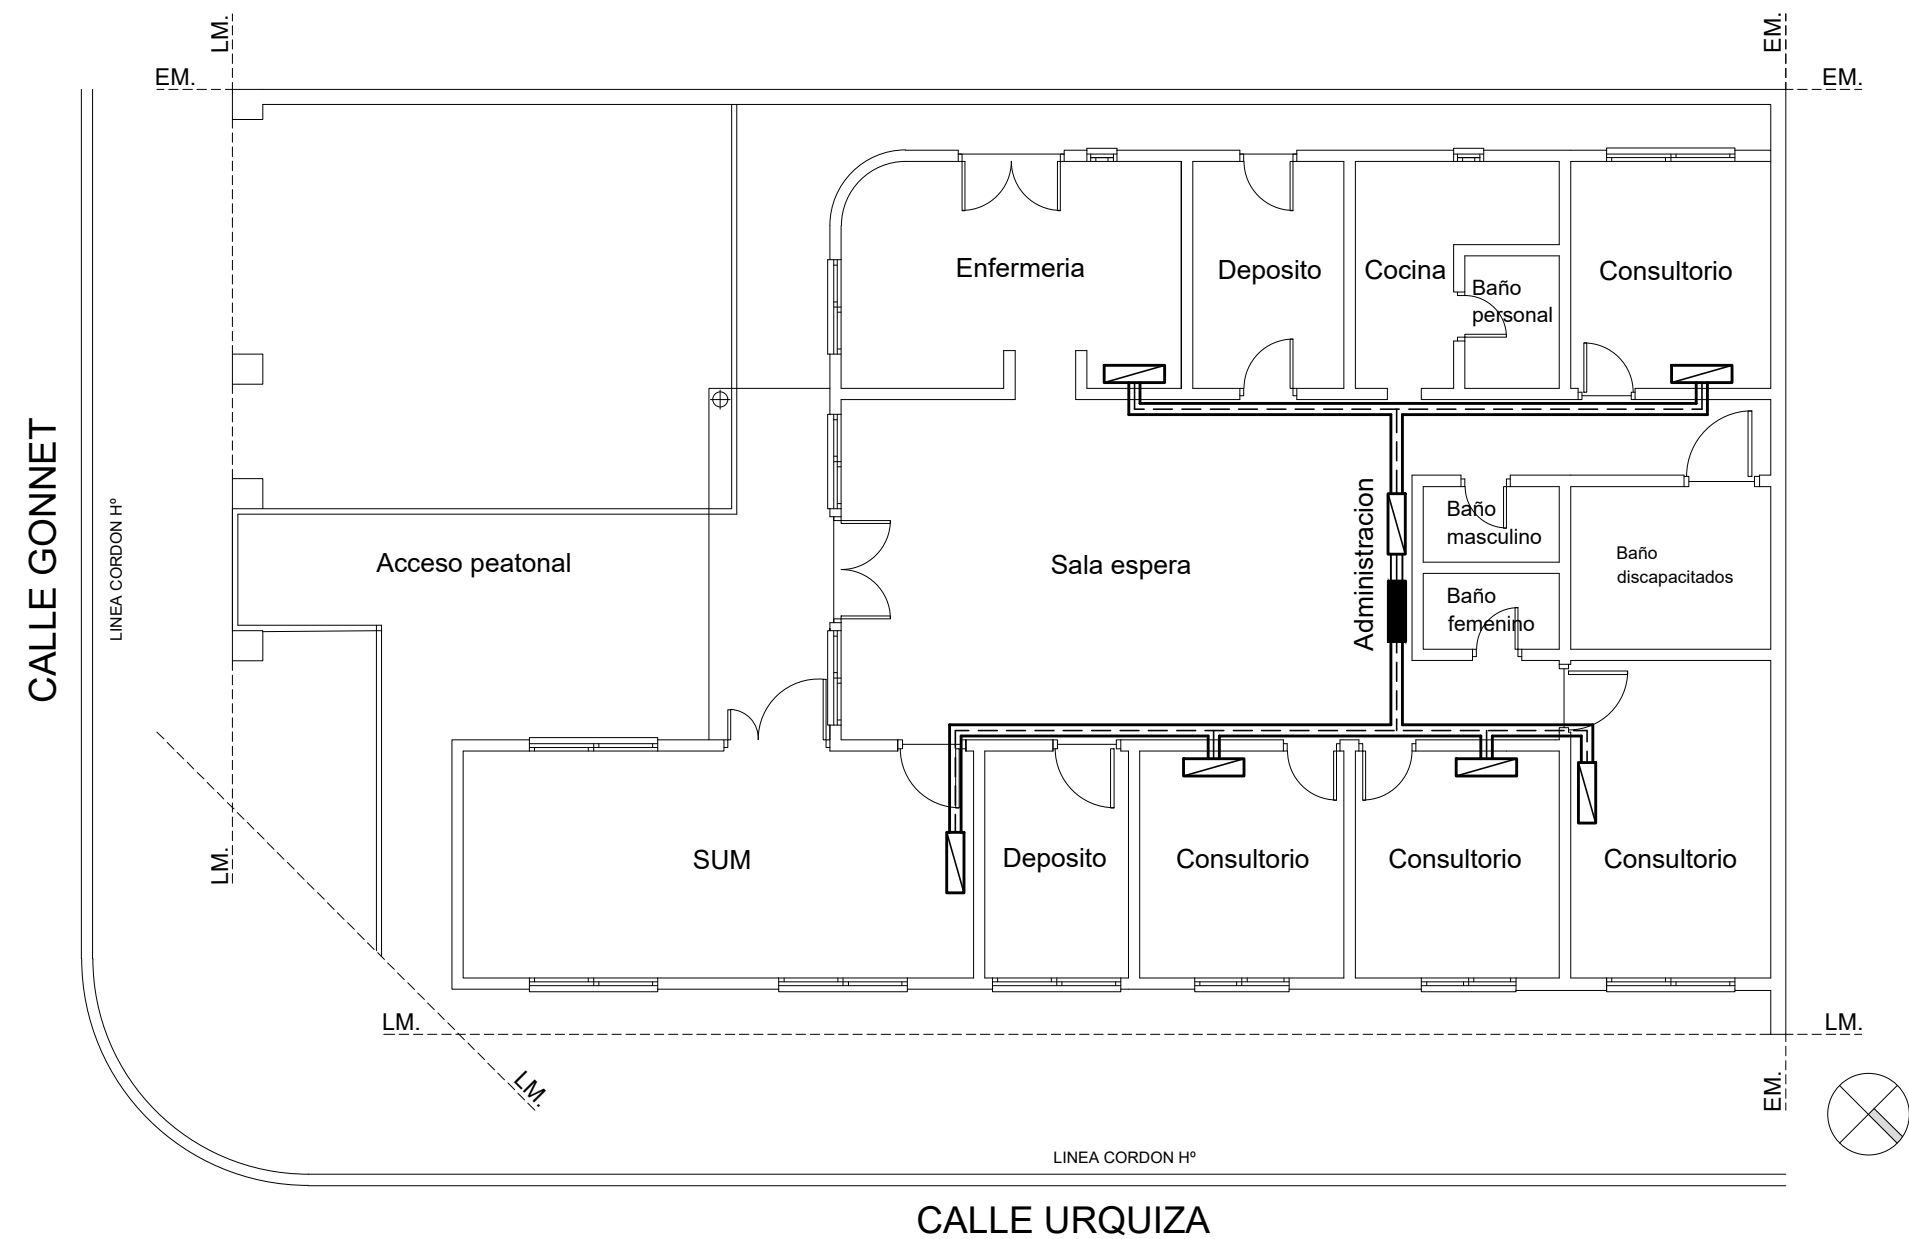 LM.
EM.
EM.
EM.
Enfermeria
Deposito
Cocina
Baño
personal
Consultorio
CALLE GONNET
LINEA CORDON Hº
Acceso peatonal
Sala espera
Administracion
Baño
masculino
Baño
femenino
Baño
discapacitados
SUM
Deposito
Consultorio
Consultorio
Consultorio
LM.
LM.
LM.
LM.
EM.
LINEA CORDON Hº
CALLE URQUIZA